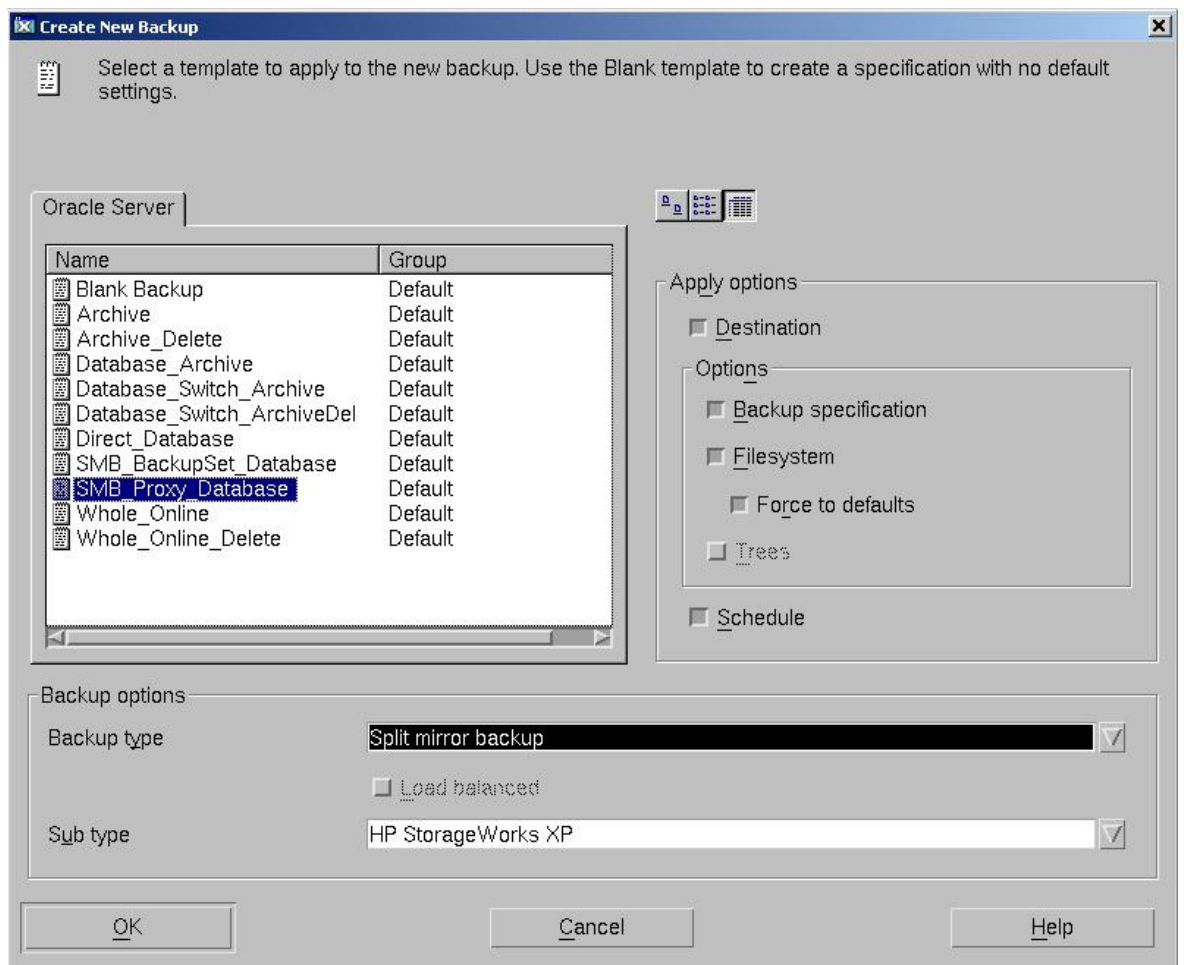 Create New Backup
Select a template to apply to the new backup. Use the Blank template to create a specification with no default
settings.
Oracle Server
Name Group
Blank Backup Default
Archive Default
Archive_Delete Default
Database_Archive Default
Database_Switch_Archive Default
Database_Switch_ArchiveDel Default
Direct_Database Default
SMB_BackupSet_Database Default
SMB_Proxy_Database Default
Whole_Online Default
Whole_Online_Delete Default
Apply options
Destination
Options
Backup specification
Filesystem
Force to defaults
Trees
Schedule
Backup options
Backup type Split mirror backup
Load balanced
Sub type HP StorageWorks XP
OK Cancel Help